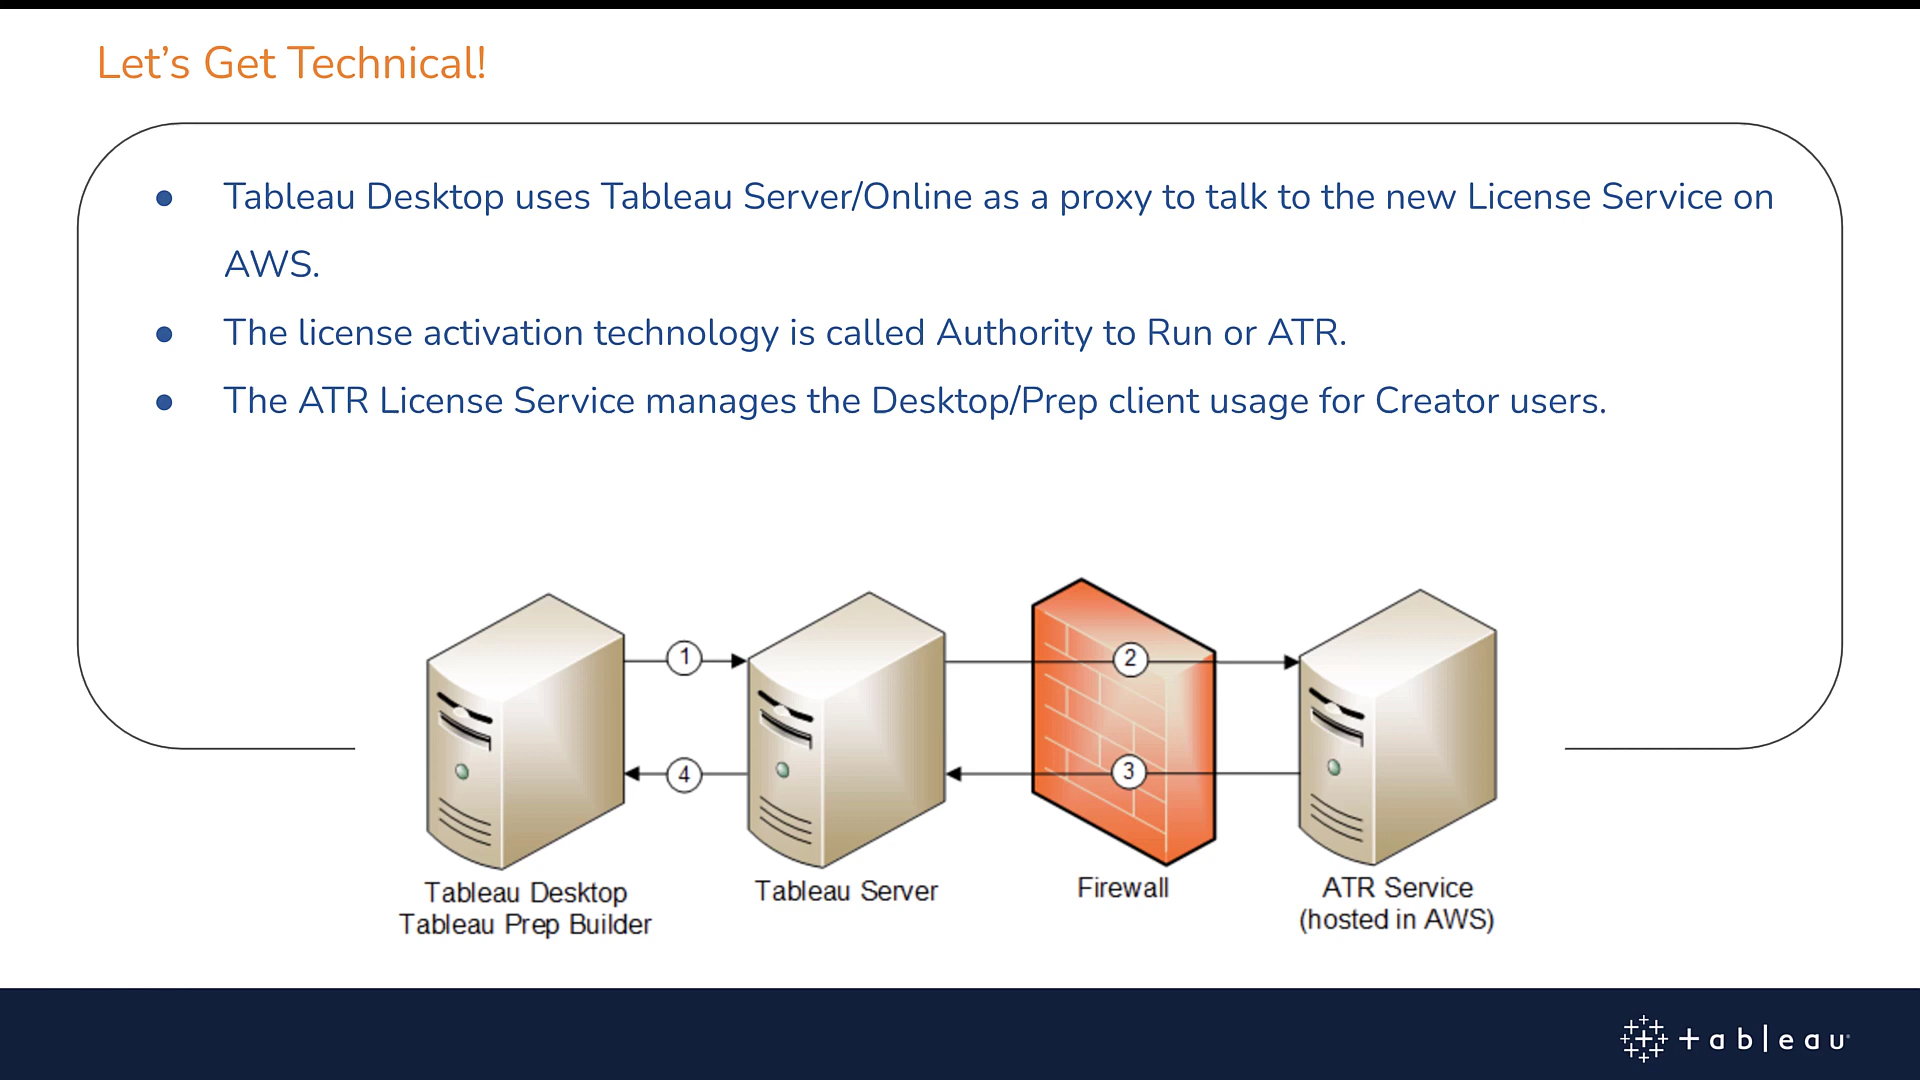 Let’s Get Technical!
● Tableau Desktop uses Tableau Server/Online as a proxy to talk to the new License Service on
AWS.
● The license activation technology is called Authority to Run or ATR.
● The ATR License Service manages the Desktop/Prep client usage for Creator users.
1
2
4
3
Tableau Desktop
Tableau Prep Builder
Tableau Server
Firewall
ATR Service
(hosted in AWS)
+ableau